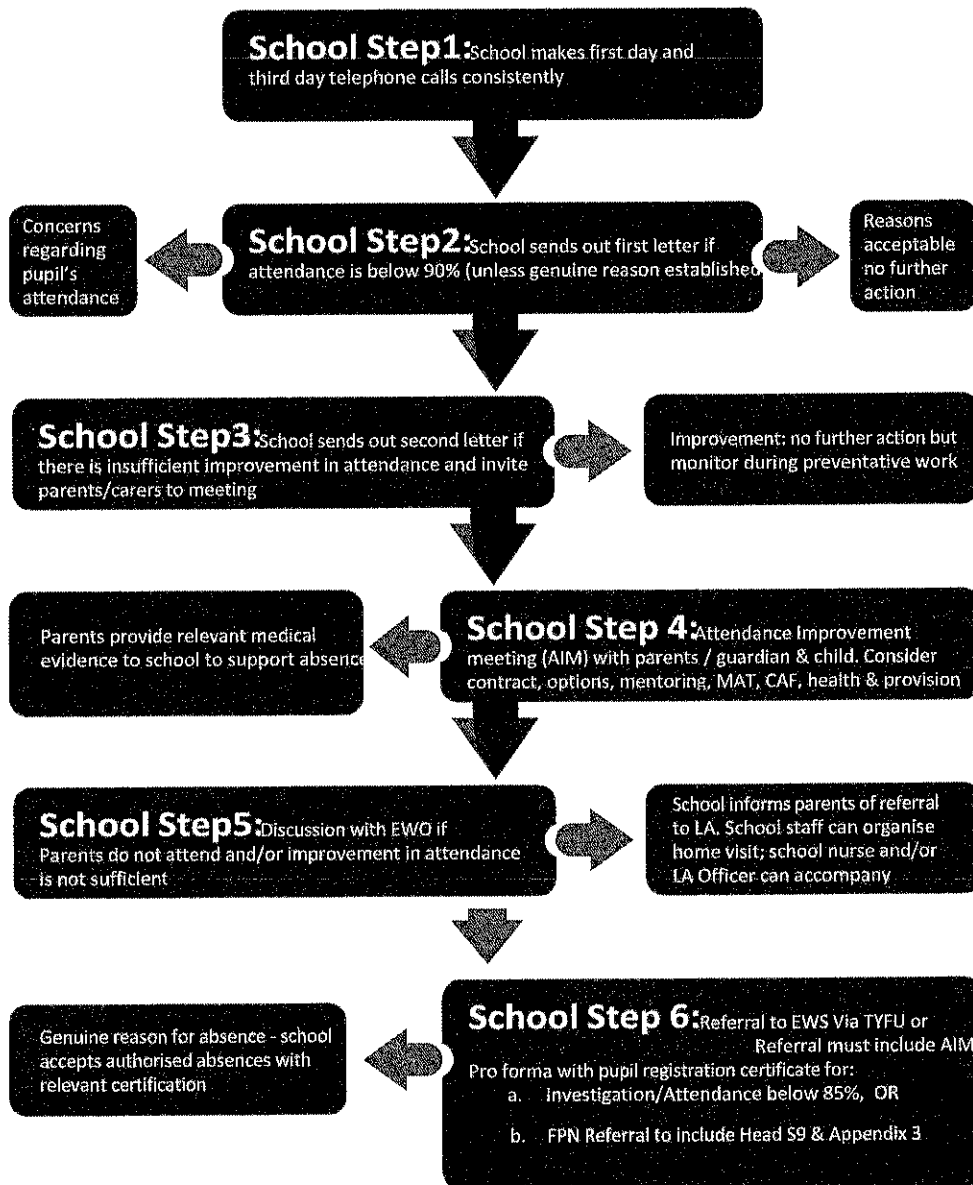 School Step1:School makes first day and
third day telephone calls consistently
Concerns
regarding
pupil's
attendance
School Step2:School sends out first letter if
attendance is below 90% (unless genuine reason established
Reasons
acceptable
no further
action
School Step3:School sends out second letter if
there is insufficient improvement in attendance and invite
parents/carers to meeting
Improvement: no further action but
monitor during preventative work
Parents provide relevant medical
evidence to school to support absence
School Step 4:Attendance Improvement
meeting (AIM) with parents / guardian & child. Consider
contract, options, mentoring, MAT, CAF, health & provision
School Step5:Discussion with EWO if
Parents do not attend and/or improvement in attendance
is not sufficient
School informs parents of referral
to LA. School staff can organise
home visit; school nurse and/or
LA Officer can accompany
Genuine reason for absence - school
accepts authorised absences with
relevant certification
School Step 6:Referral to EWS Via TYFU or
Referral must include AIM
Pro forma with pupil registration certificate for:
a. Investigation/Attendance below 85%, OR
b. FPN Referral to include Head S9 & Appendix 3